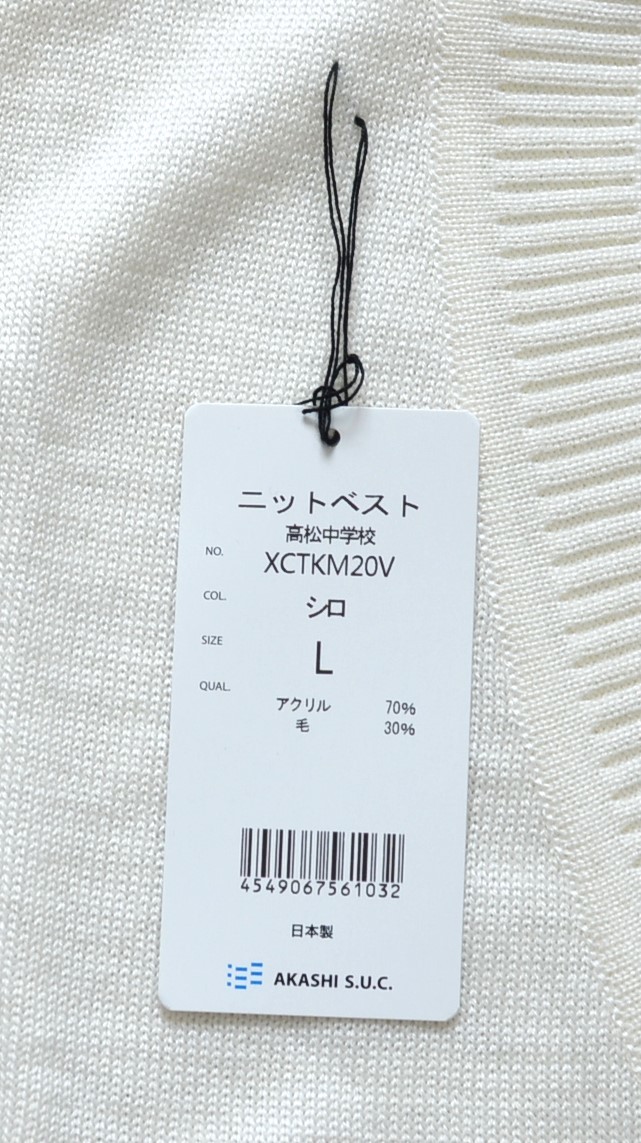 ニットベスト
高松中学校
NO. XCTKM20V
COL. シロ
SIZE L
QUAL.
アクリル 70%
毛 30%
4549067561032
日本製
AKASHI S.U.C.